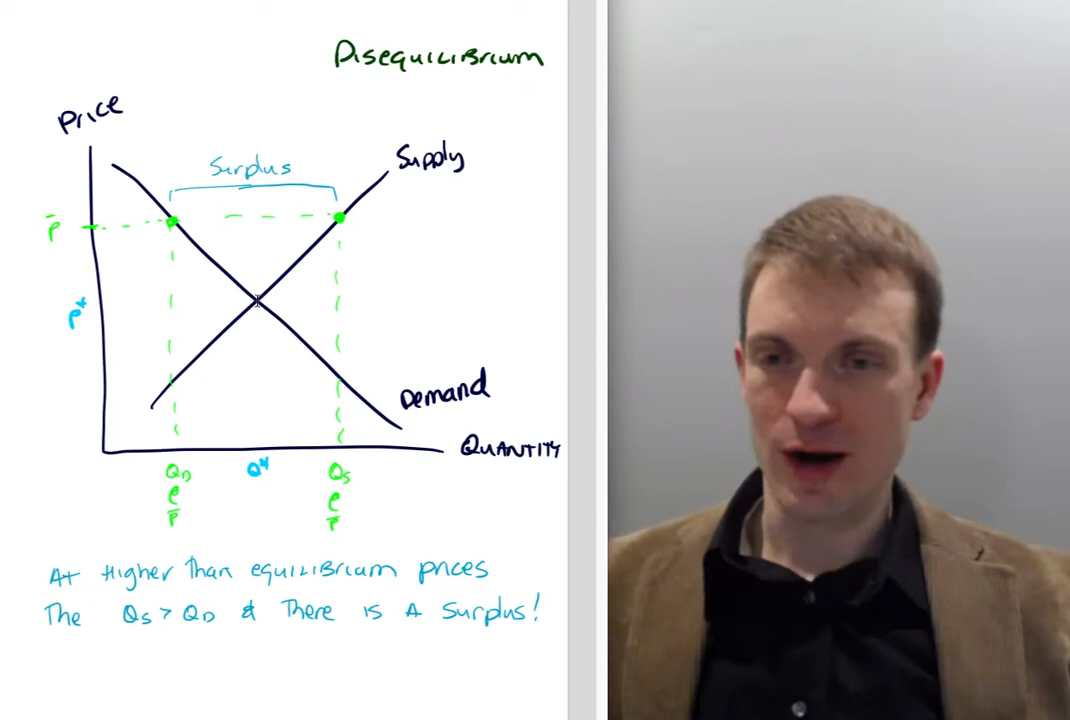 Disequilibrium
Price
Supply
Surplus
P̄
P*
Demand
Quantity
QD Q* QS
@ @
P̄ P̄
At Higher Than equilibrium prices
The QS > QD & There is A Surplus!